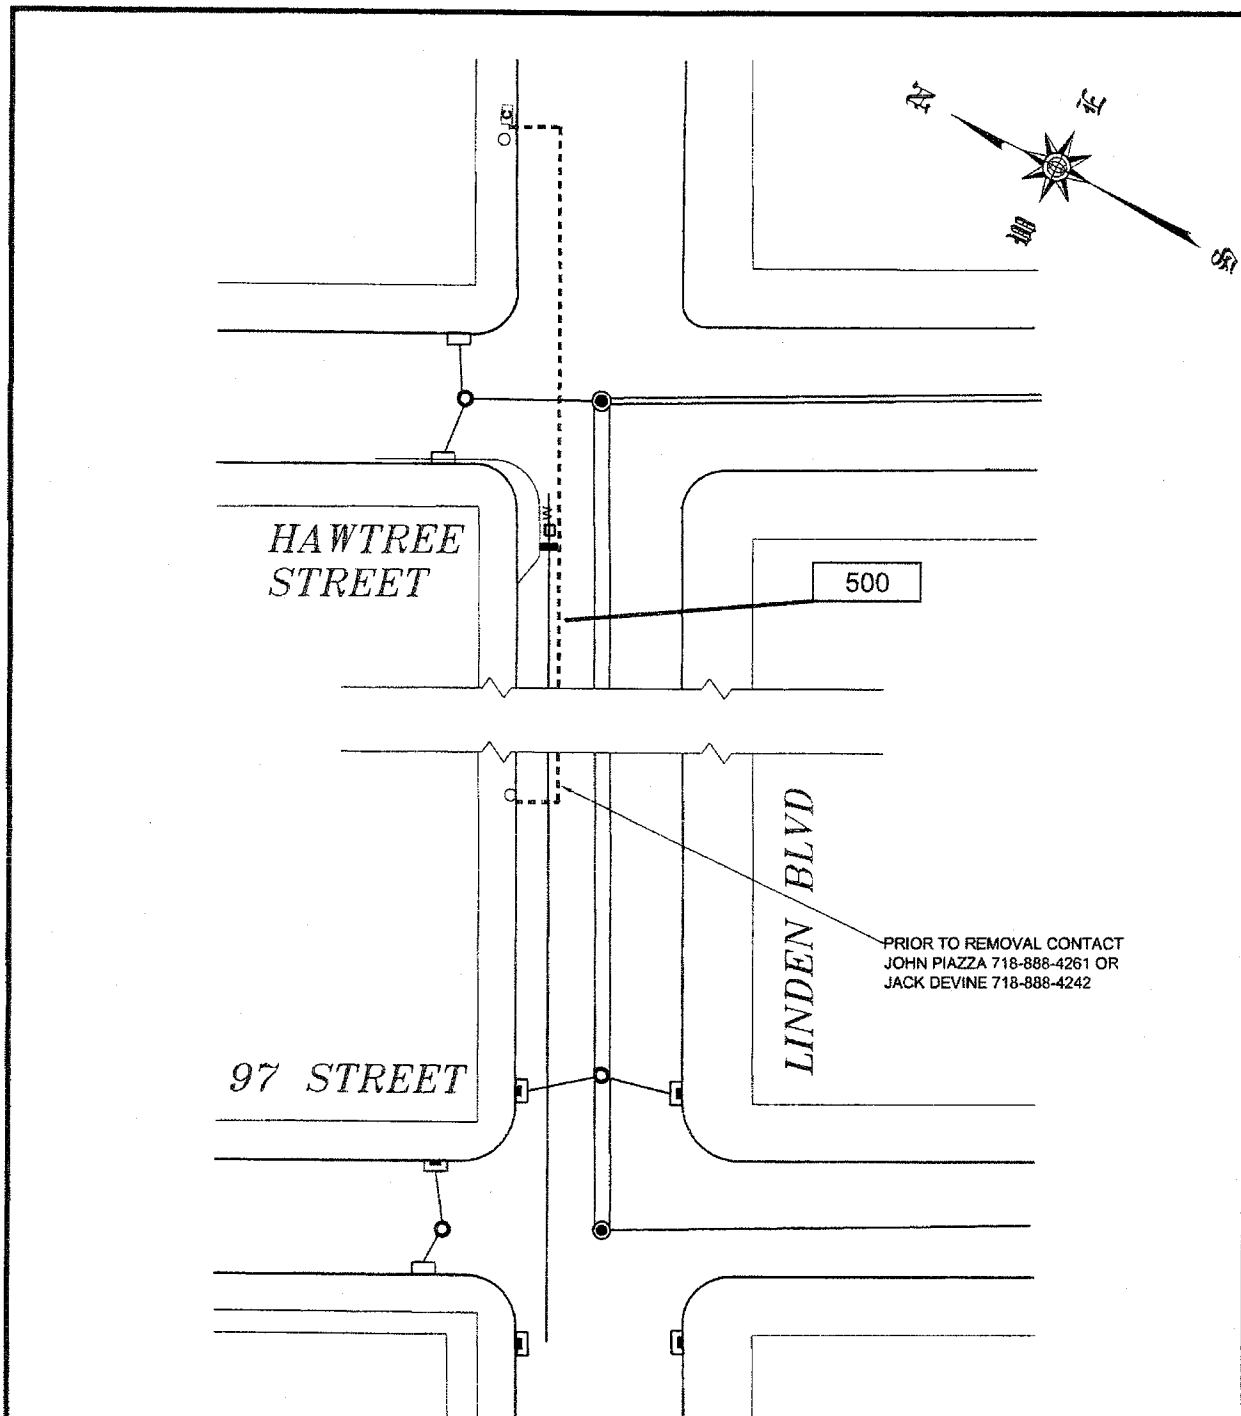 N
E
W
S
C
W
HAWTREE
STREET
500
LINDEN BLVD
PRIOR TO REMOVAL CONTACT
JOHN PIAZZA 718-888-4261 OR
JACK DEVINE 718-888-4242
97 STREET